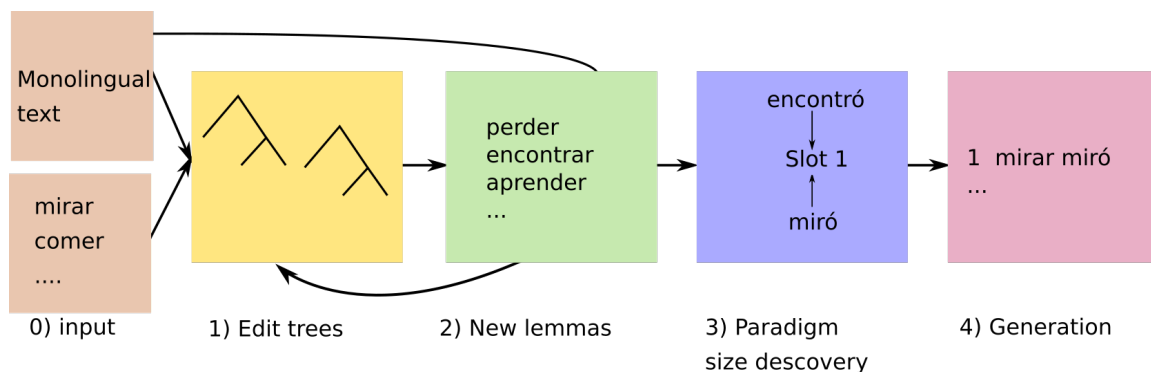 Monolingual
text
mirar
comer
....
0) input
1) Edit trees
perder
encontrar
aprender
...
2) New lemmas
encontró
Slot 1
miró
3) Paradigm
size descovery
1 mirar miró
...
4) Generation